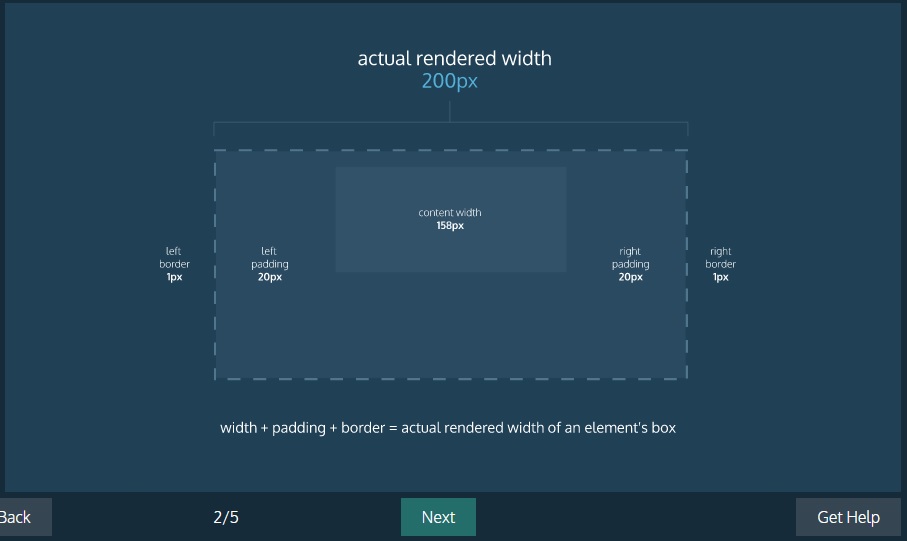 actual rendered width
200px
content width
158px
left
border
1px
left
padding
20px
right
padding
20px
right
border
1px
width + padding + border = actual rendered width of an element's box
Back
2/5
Next
Get Help